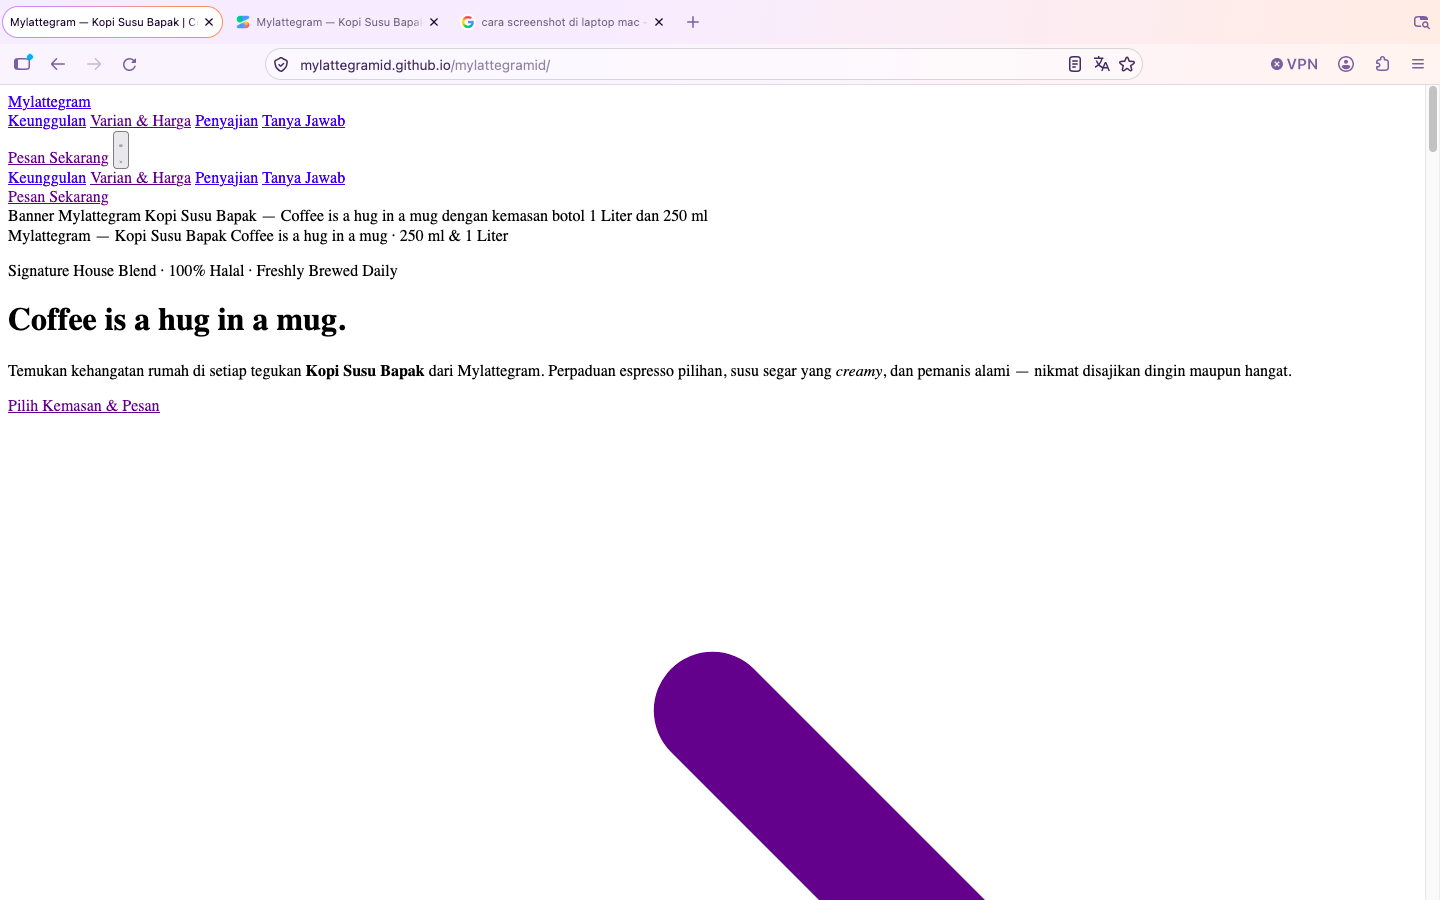 Mylattegram — Kopi Susu Bapak | C
Mylattegram — Kopi Susu Bapa
cara screenshot di laptop mac -
mylattegramid.github.io/mylattegramid/
VPN
Mylattegram
Keunggulan Varian & Harga Penyajian Tanya Jawab
Pesan Sekarang
Keunggulan Varian & Harga Penyajian Tanya Jawab
Pesan Sekarang
Banner Mylattegram Kopi Susu Bapak — Coffee is a hug in a mug dengan kemasan botol 1 Liter dan 250 ml
Mylattegram — Kopi Susu Bapak Coffee is a hug in a mug · 250 ml & 1 Liter
Signature House Blend · 100% Halal · Freshly Brewed Daily
Coffee is a hug in a mug.
Temukan kehangatan rumah di setiap tegukan Kopi Susu Bapak dari Mylattegram. Perpaduan espresso pilihan, susu segar yang creamy, dan pemanis alami — nikmat disajikan dingin maupun hangat.
Pilih Kemasan & Pesan